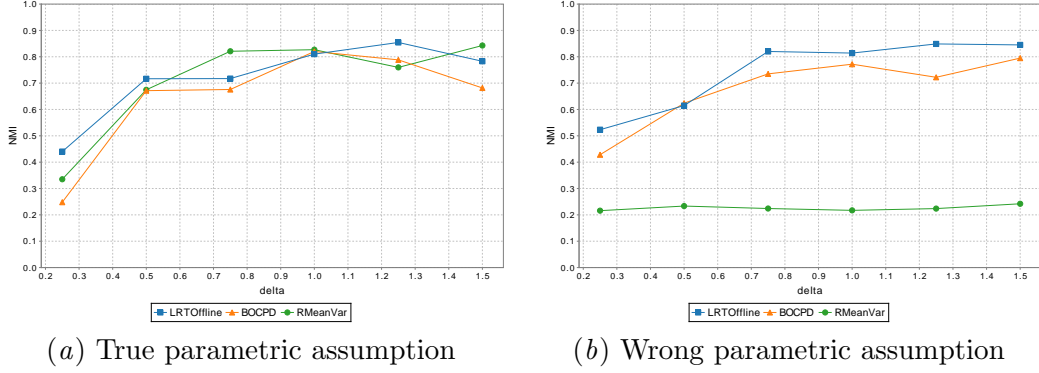 1.0
0.9
0.8
0.7
0.6
0.5
0.4
0.3
0.2
0.1
0.0
NMI
0.2 0.3 0.4 0.5 0.6 0.7 0.8 0.9 1.0 1.1 1.2 1.3 1.4 1.5
delta
LRTOffline BOCPD RMeanVar
(a) True parametric assumption
1.0
0.9
0.8
0.7
0.6
0.5
0.4
0.3
0.2
0.1
0.0
NMI
0.2 0.3 0.4 0.5 0.6 0.7 0.8 0.9 1.0 1.1 1.2 1.3 1.4 1.5
delta
LRTOffline BOCPD RMeanVar
(b) Wrong parametric assumption